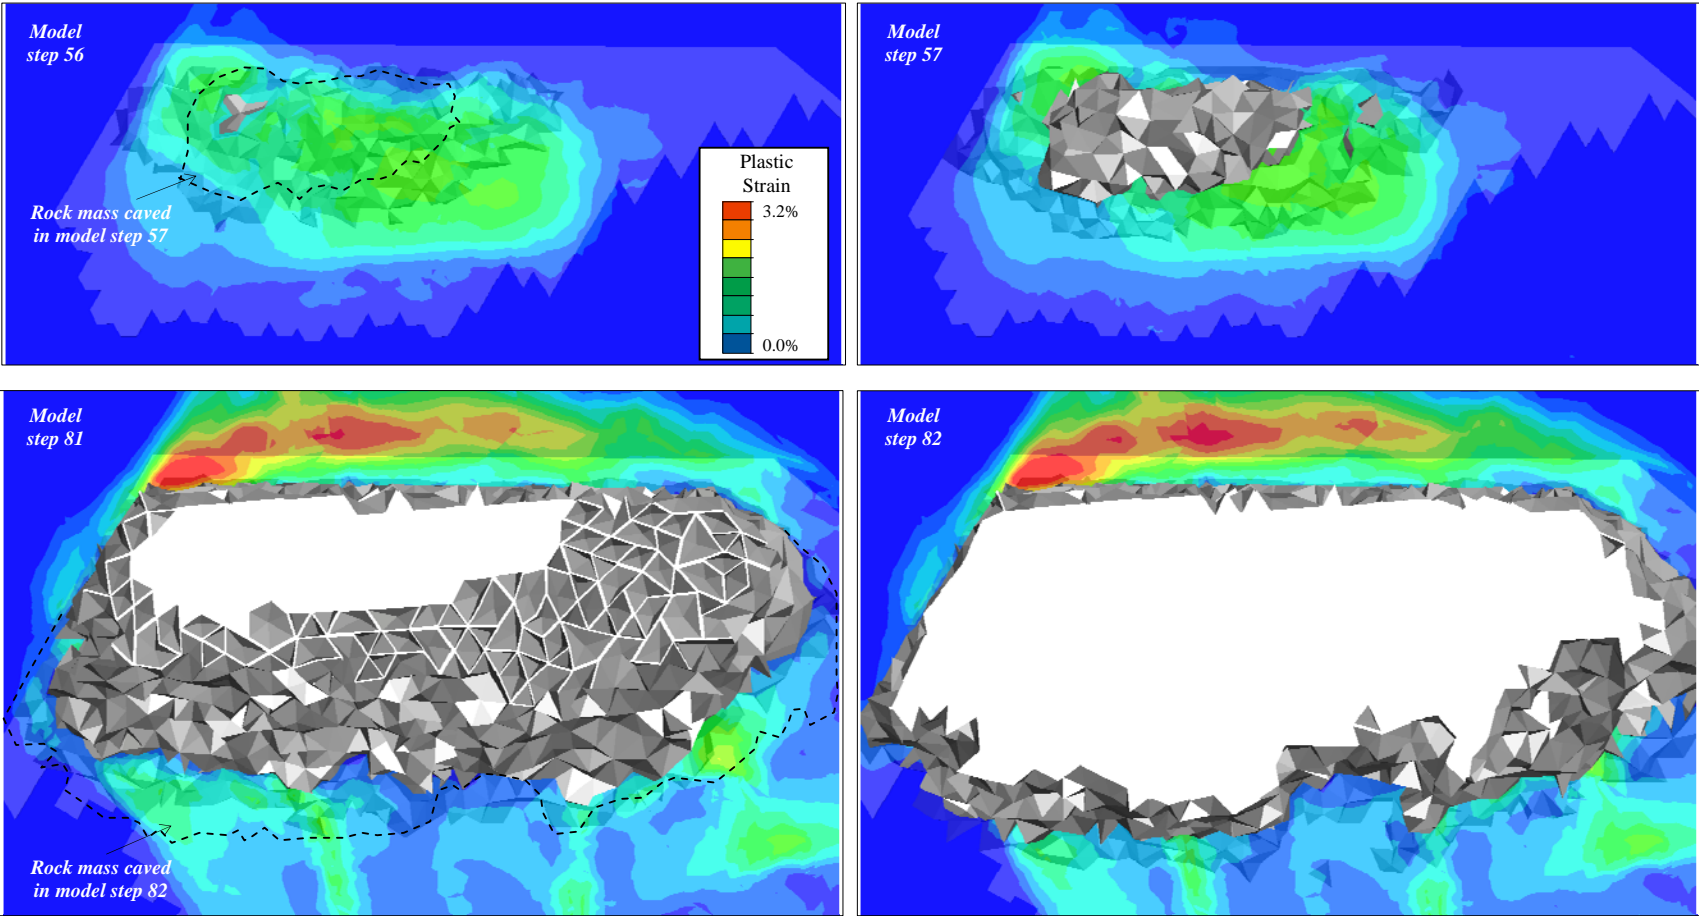 Model
step 56
Model
step 57
Rock mass caved
in model step 57
Plastic
Strain
3.2%
0.0%
Model
step 81
Model
step 82
Rock mass caved
in model step 82